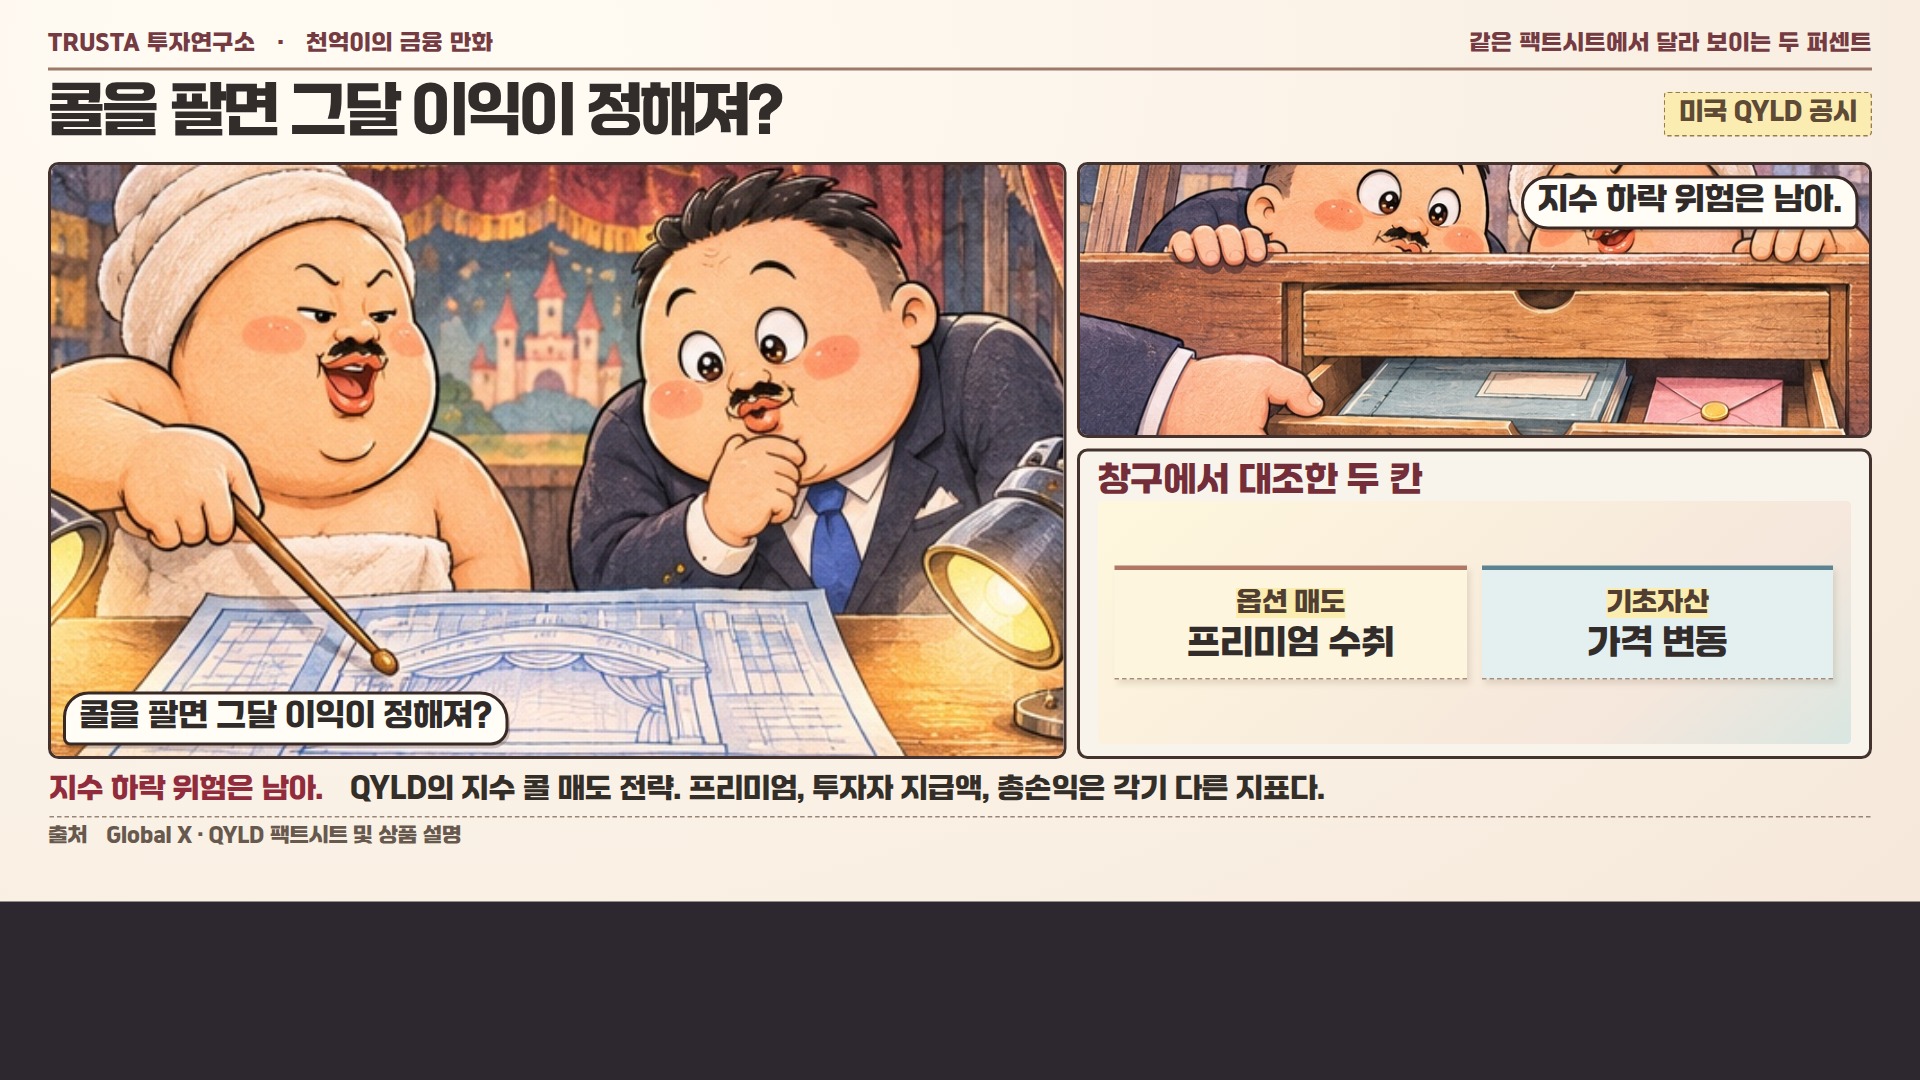 TRUSTA 투자연구소 · 천억이의 금융 만화
같은 팩트시트에서 달라 보이는 두 퍼센트
콜을 팔면 그달 이익이 정해져?
미국 QYLD 공시
지수 하락 위험은 남아.
콜을 팔면 그달 이익이 정해져?
창구에서 대조한 두 칸
옵션 매도
프리미엄 수취
기초자산
가격 변동
지수 하락 위험은 남아. QYLD의 지수 콜 매도 전략. 프리미엄, 투자자 지급액, 총손익은 각기 다른 지표다.
출처 Global X · QYLD 팩트시트 및 상품 설명